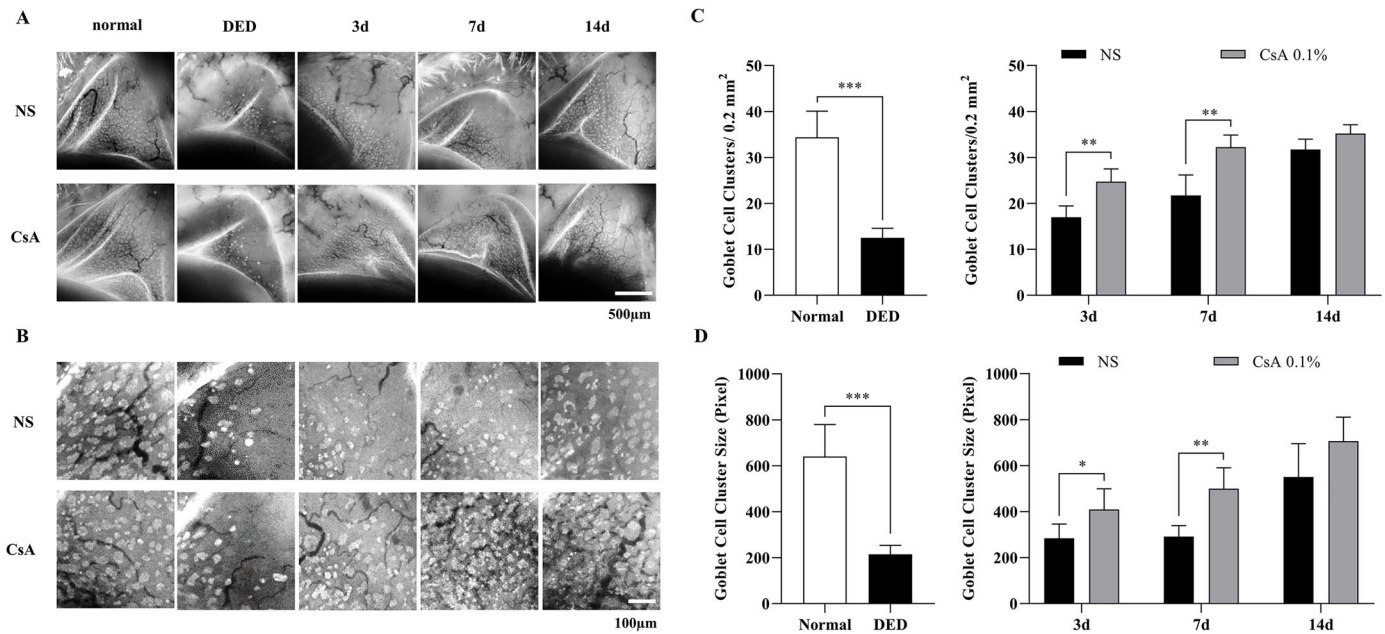 A
normal DED 3d 7d 14d
NS
CsA
500μm
B
NS
CsA
100μm
C
NS CsA 0.1%
Goblet Cell Clusters/ 0.2 mm²
50
40
30
20
10
0
***
Normal DED
Goblet Cell Clusters/0.2 mm²
50
40
30
20
10
0
**
**
3d 7d 14d
D
NS CsA 0.1%
Goblet Cell Cluster Size (Pixel)
1000
800
600
400
200
0
***
Normal DED
Goblet Cell Cluster Size (Pixel)
1000
800
600
400
200
0
*
**
3d 7d 14d